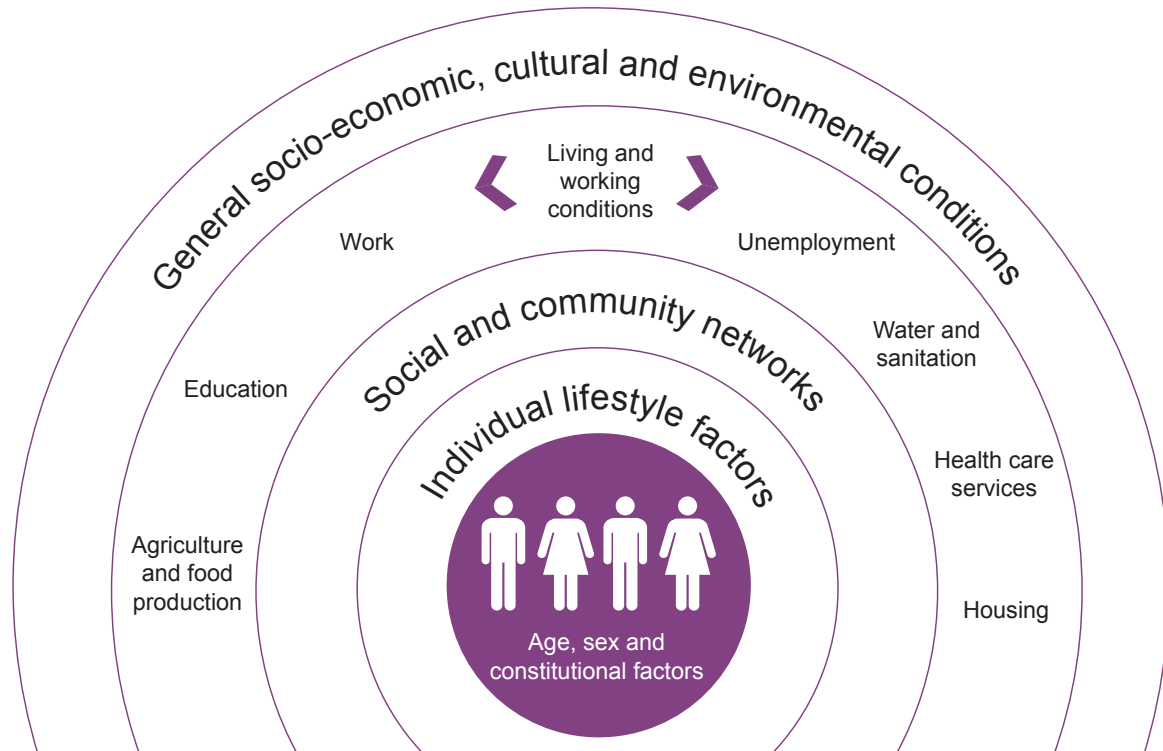 General socio-economic, cultural and environmental conditions
Living and
working
conditions
Work
Unemployment
Social and community networks
Water and
sanitation
Education
Individual lifestyle factors
Health care
services
Agriculture
and food
production
Housing
Age, sex and
constitutional factors